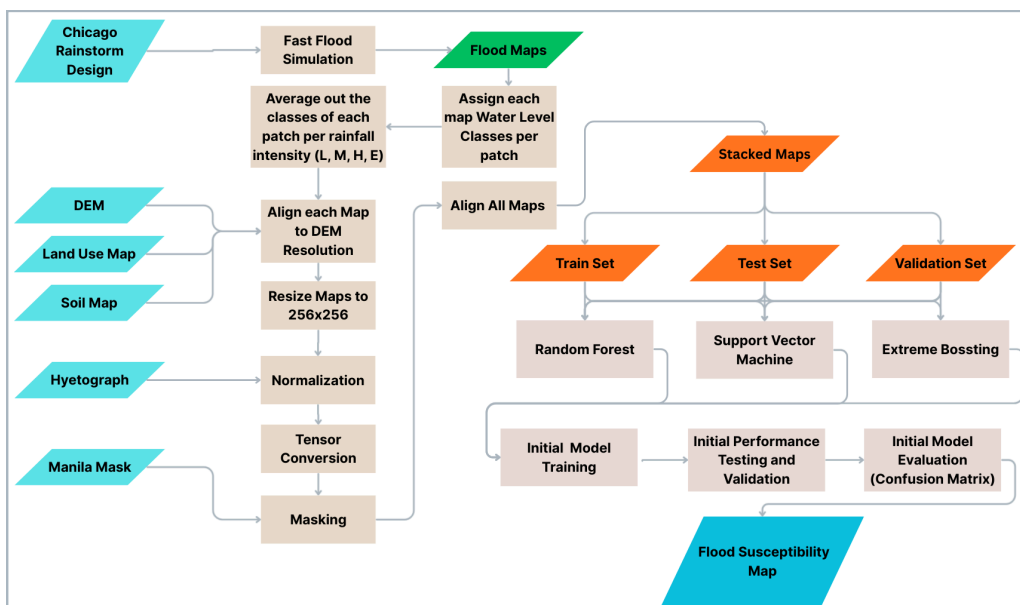 Chicago
Rainstorm
Design
Fast Flood
Simulation
Flood Maps
Average out the
classes of each
patch per rainfall
intensity (L, M, H, E)
Assign each
map Water Level
Classes per
patch
Stacked Maps
DEM
Land Use Map
Soil Map
Align each Map
to DEM
Resolution
Align All Maps
Train Set
Test Set
Validation Set
Resize Maps to
256x256
Random Forest
Support Vector
Machine
Extreme Bossting
Hyetograph
Normalization
Tensor
Conversion
Initial Model
Training
Initial Performance
Testing and
Validation
Initial Model
Evaluation
(Confusion Matrix)
Manila Mask
Masking
Flood Susceptibility
Map